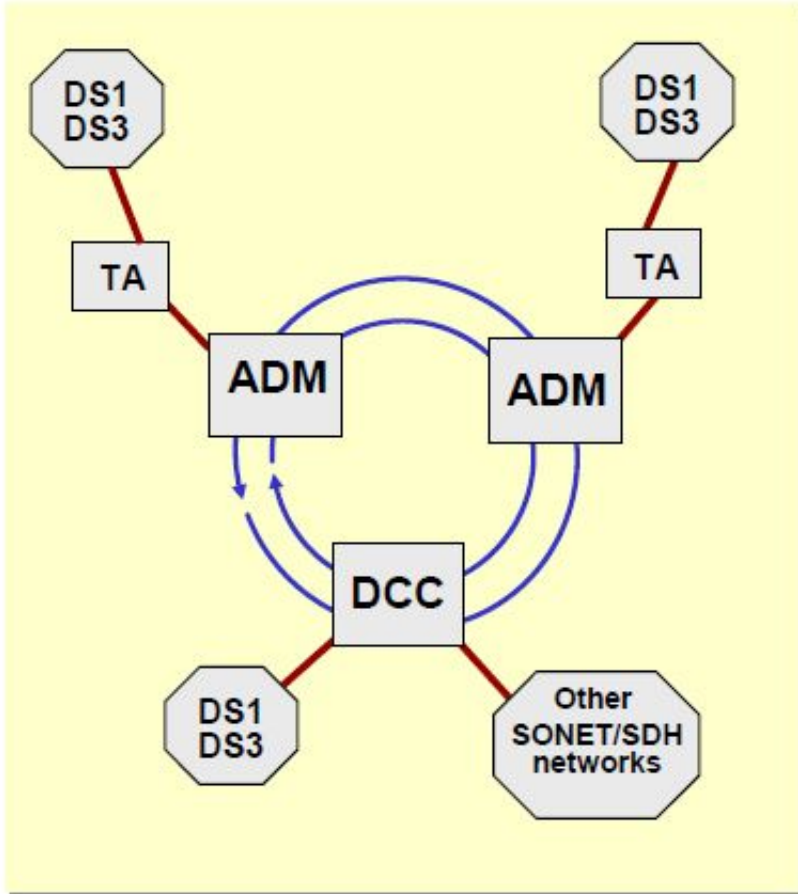 DS1
DS3
DS1
DS3
TA
TA
ADM
ADM
DCC
DS1
DS3
Other
SONET/SDH
networks